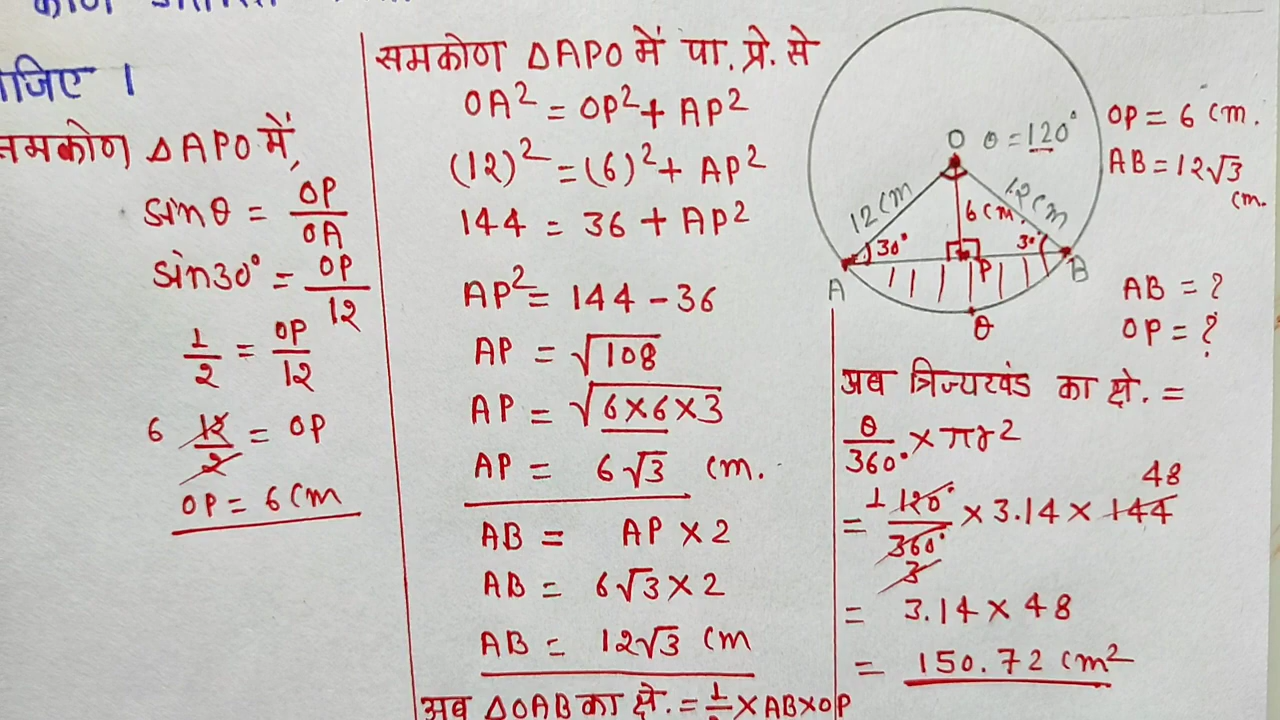 कोण
ाजिए ।
समकोण △APO में,
sinθ = OP/OA
sin30° = OP/12
1/2 = OP/12
6 12/2 = OP
OP = 6 cm
समकोण △APO में पा. प्रे. से
OA² = OP² + AP²
(12)² = (6)² + AP²
144 = 36 + AP²
AP² = 144 - 36
AP = √108
AP = √6×6×3
AP = 6√3 cm.
AB = AP × 2
AB = 6√3 × 2
AB = 12√3 cm
अब △OAB का क्षे. = 1/2 × AB × OP
O θ = 120°
12 cm
12 cm
6 cm.
30°
30°
A
P
B
θ
OP = 6 cm.
AB = 12√3
cm.
AB = ?
OP = ?
अब त्रिज्यखंड का क्षे. =
θ/360° × πr2
48
= 1 120°/360° × 3.14 × 144
3
= 3.14 × 48
= 150.72 cm²